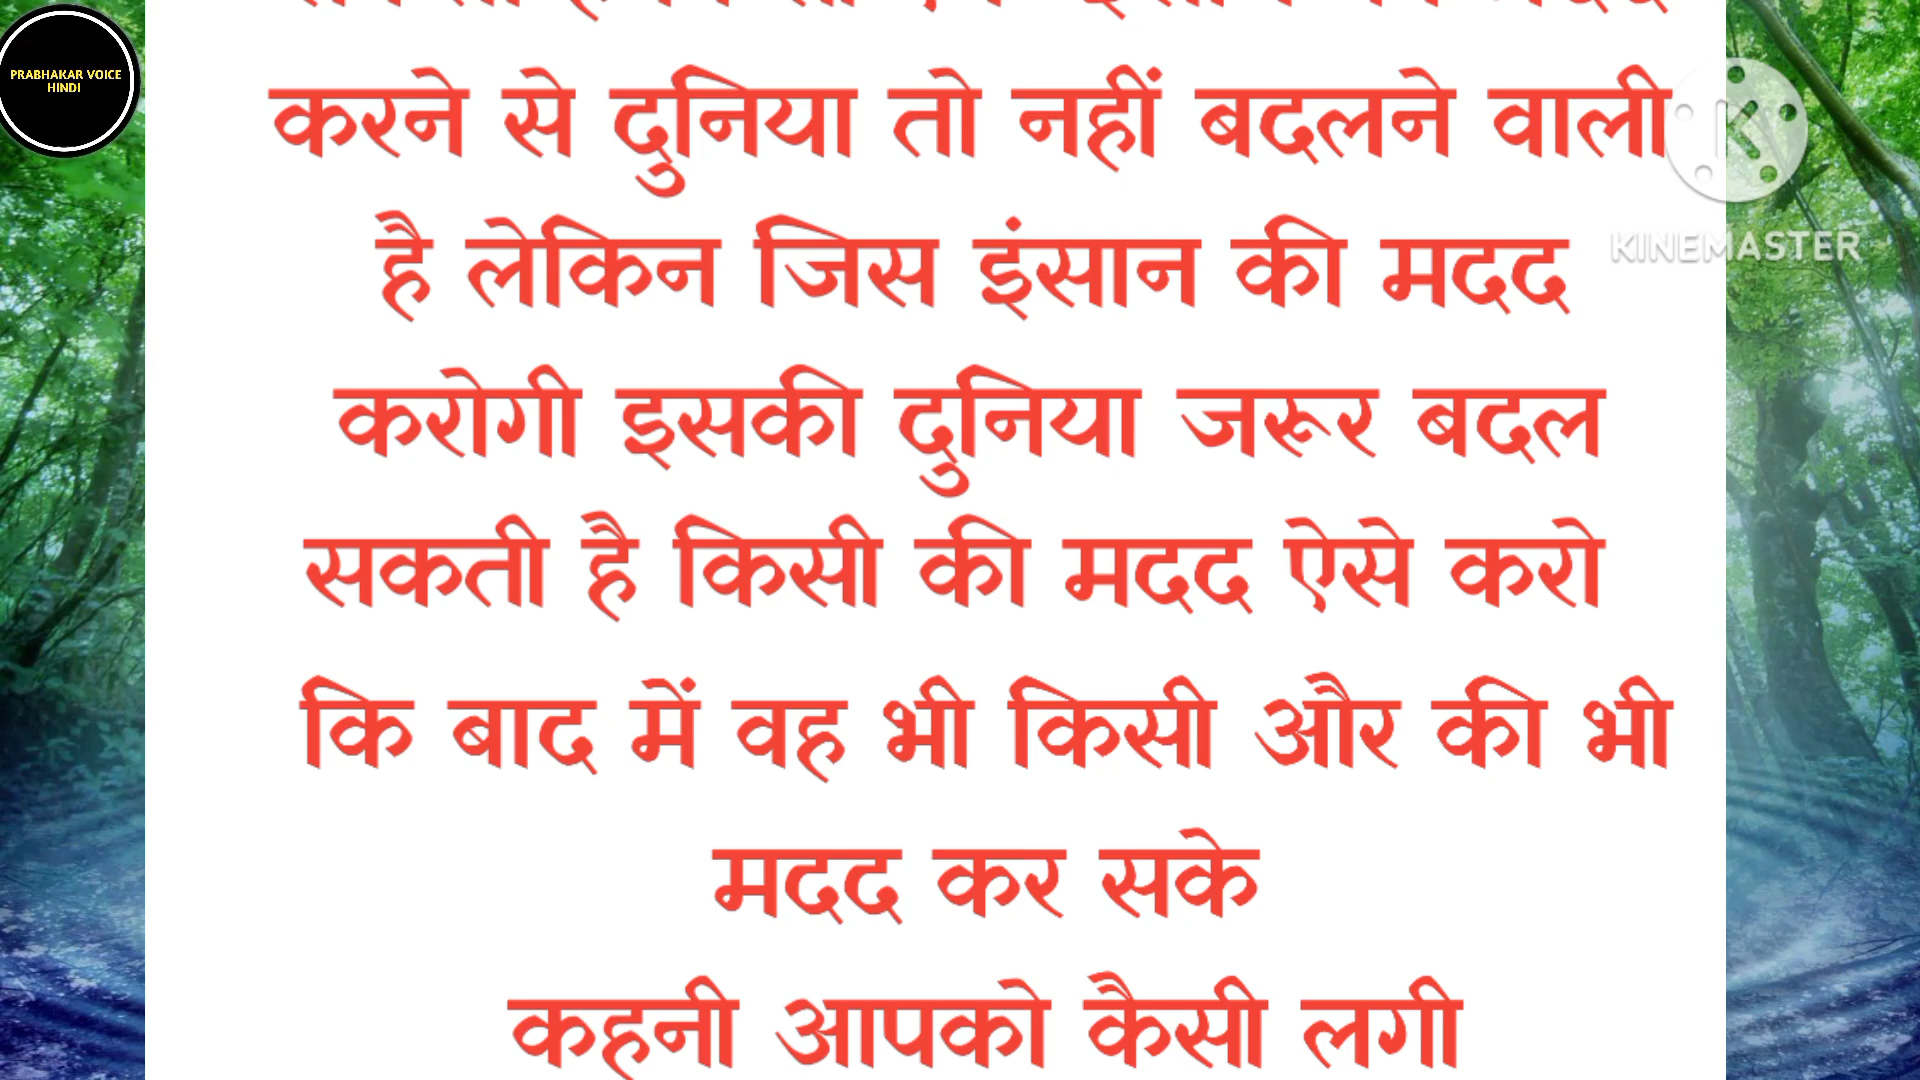 PRABHAKAR VOICE
HINDI
करने से दुनिया तो नहीं बदलने वाली
है लेकिन जिस इंसान की मदद
KINEMASTER
करोगी इसकी दुनिया जरूर बदल
सकती है किसी की मदद ऐसे करो
कि बाद में वह भी किसी और की भी
मदद कर सके
कहनी आपको कैसी लगी